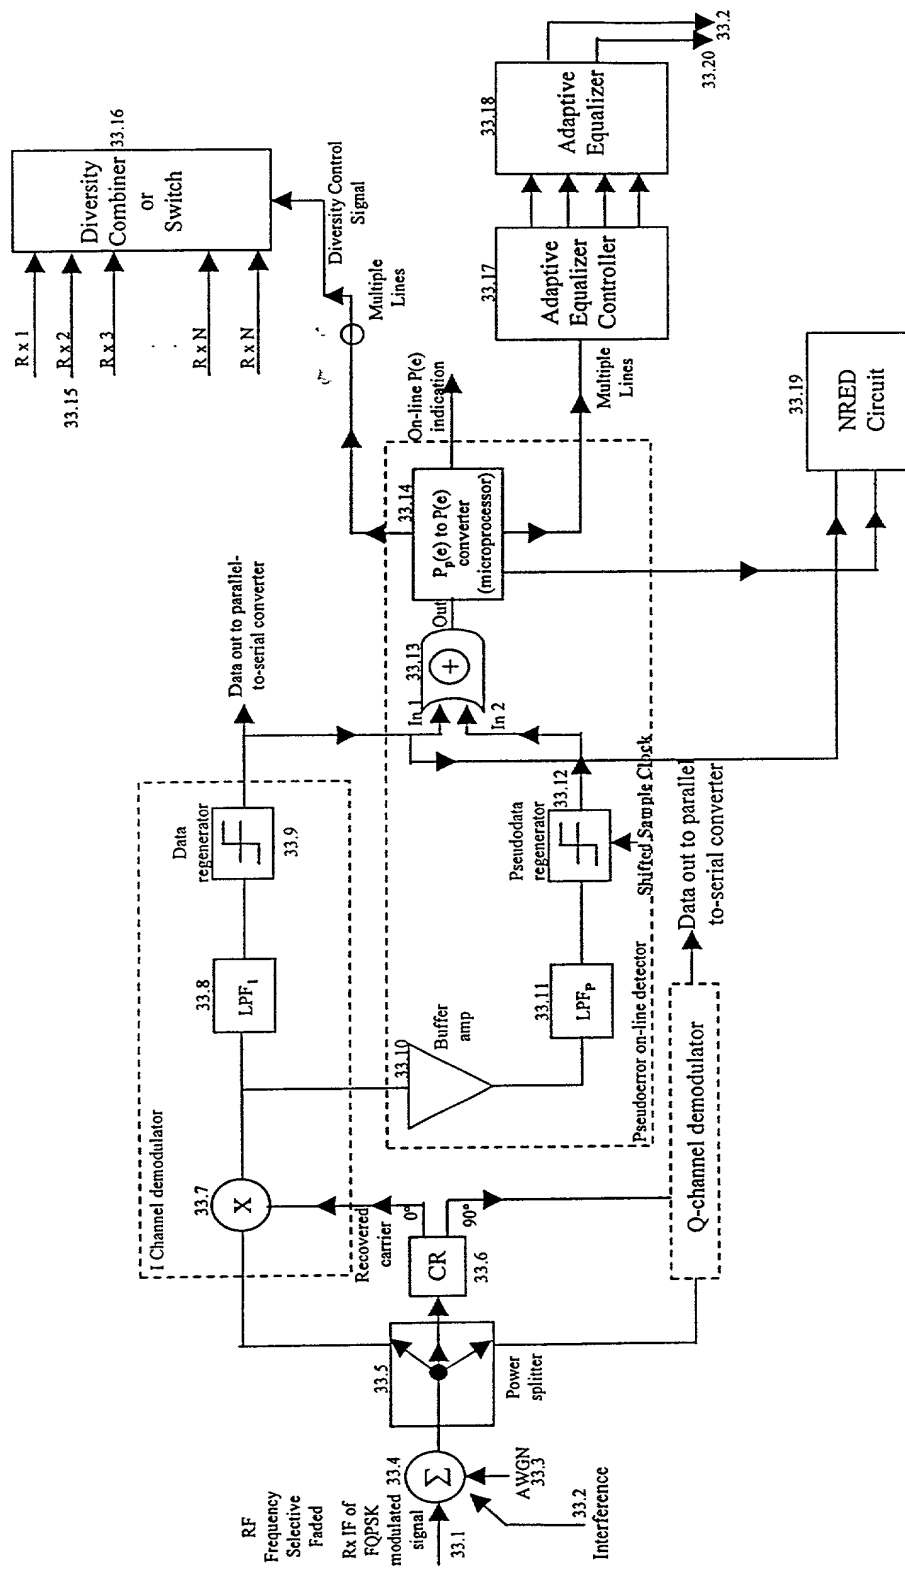 RF
Frequency
Selective
Faded
Rx IF of
FQPSK
modulated
signal
33.1
33.4
Σ
AWGN
33.3
33.2
Interference
33.5
Power
splitter
CR
33.6
0°
90°
Recovered
carrier
I Channel demodulator
33.7
X
33.8
LPF I
Data
regenerator
33.9
Data out to parallel-
to-serial converter
33.10
Buffer
amp
33.11
LPF P
Pseudodata
regenerator
33.12
Shifted Sample Clock
Pseudoerror on-line detector
In 1
In 2
33.13
+
Out
33.14
Pp(e) to P(e)
converter
(microprocessor)
On-line P(e)
indication
Q-channel demodulator
Data out to parallel
to-serial converter
Multiple
Lines
Diversity Control
Signal
R x 1
R x 2
R x 3
R x N
R x N
33.15
Diversity
Combiner
or
Switch
33.16
Multiple
Lines
33.17
Adaptive
Equalizer
Controller
33.18
Adaptive
Equalizer
33.20
33.2
33.19
NRED
Circuit